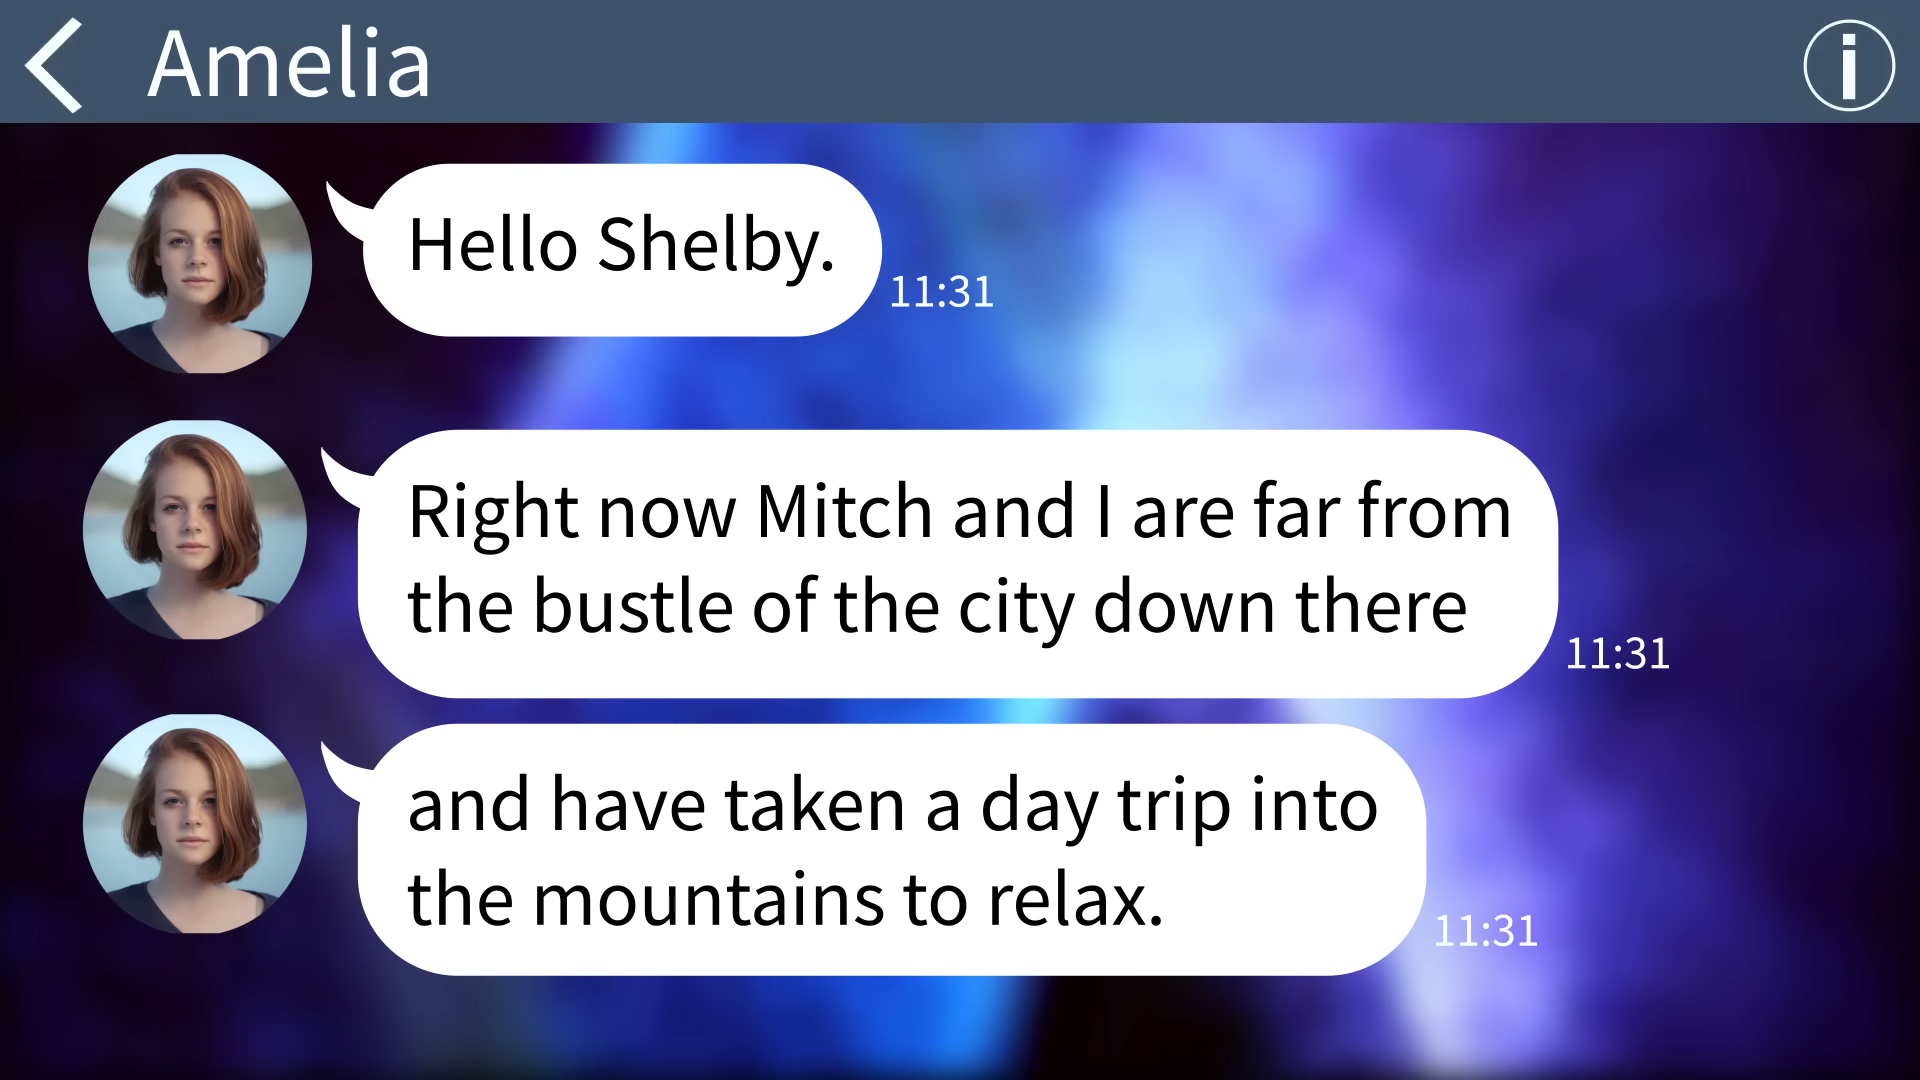 Amelia
Hello Shelby.
11:31
Right now Mitch and I are far from
the bustle of the city down there
11:31
and have taken a day trip into
the mountains to relax.
11:31